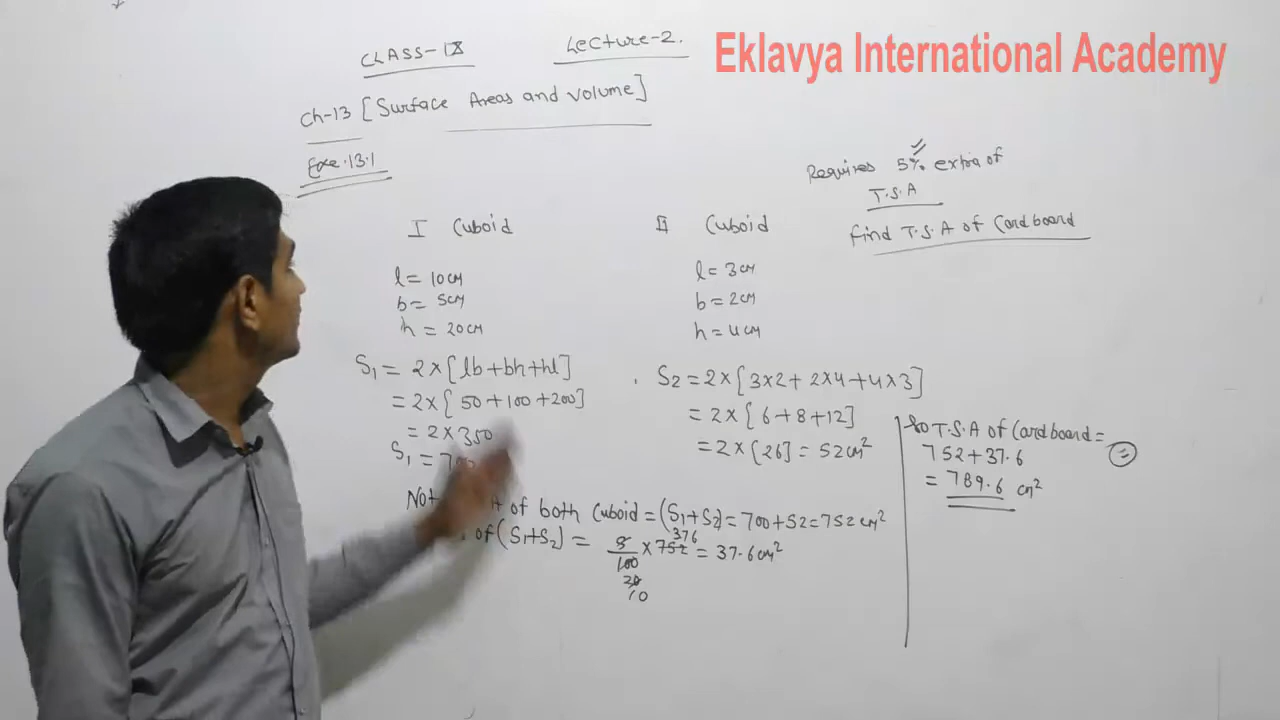 Eklavya International Academy
CLASS-IX
Lecture-2.
Ch-13 [Surface Areas and volume]
Exe.13.1
Requires 5% extra of
T.S.A
find T.S.A of Cardboard
I Cuboid
l = 10cm
b = 5cm
h = 20cm
S₁ = 2×[lb+bh+hl]
= 2×[50+100+200]
= 2×350
S₁ = 700
II Cuboid
l = 3cm
b = 2cm
h = 4cm
S2 = 2×[3×2+2×4+4×3]
= 2×[6+8+12]
= 2×[26] = 52cm²
of both Cuboid = (S₁+S₂) = 700+52=752cm²
of (S₁+S₂) = 5/100 × 752 376 = 37.6cm²
20
10
So T.S.A of Cardboard =
752+37.6
= 789.6 cm²